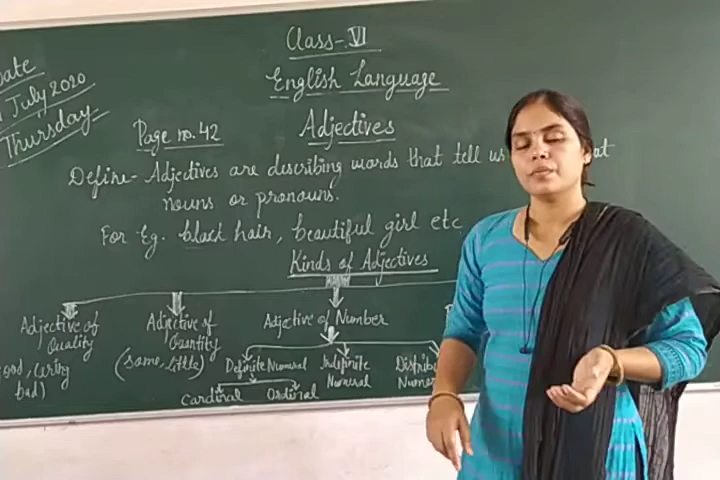 Class-VI
English Language
Date
July 2020
Thursday
Page no. 42
Adjectives
Define- Adjectives are describing words that tell us at
nouns or pronouns.
For Eg. black hair, beautiful girl etc
Kinds of Adjectives
Adjective of Quality
Adjective of Quantity
Adjective of Number
bad)
(some, little)
Definite Numeral
Indefinite Numeral
Cardinal
Ordinal